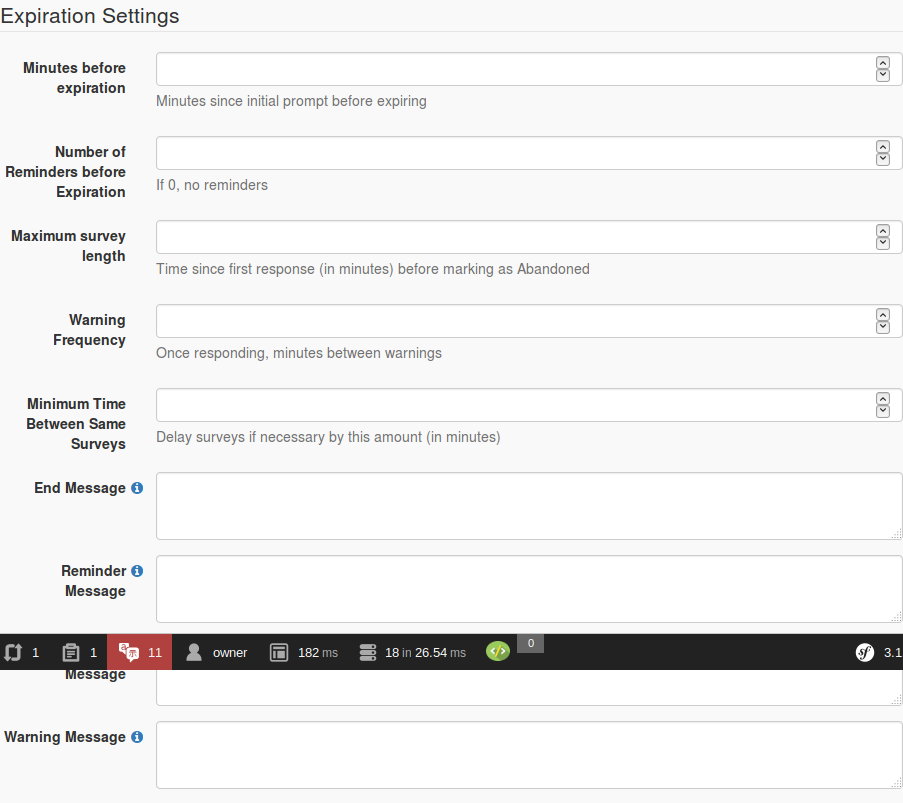 Expiration Settings
Minutes before
expiration
Minutes since initial prompt before expiring
Number of
Reminders before
Expiration
If 0, no reminders
Maximum survey
length
Time since first response (in minutes) before marking as Abandoned
Warning
Frequency
Once responding, minutes between warnings
Minimum Time
Between Same
Surveys
Delay surveys if necessary by this amount (in minutes)
End Message
Reminder
Message
1 1 11 owner 182 ms 18 in 26.54 ms 0 sf 3.1
Message
Warning Message